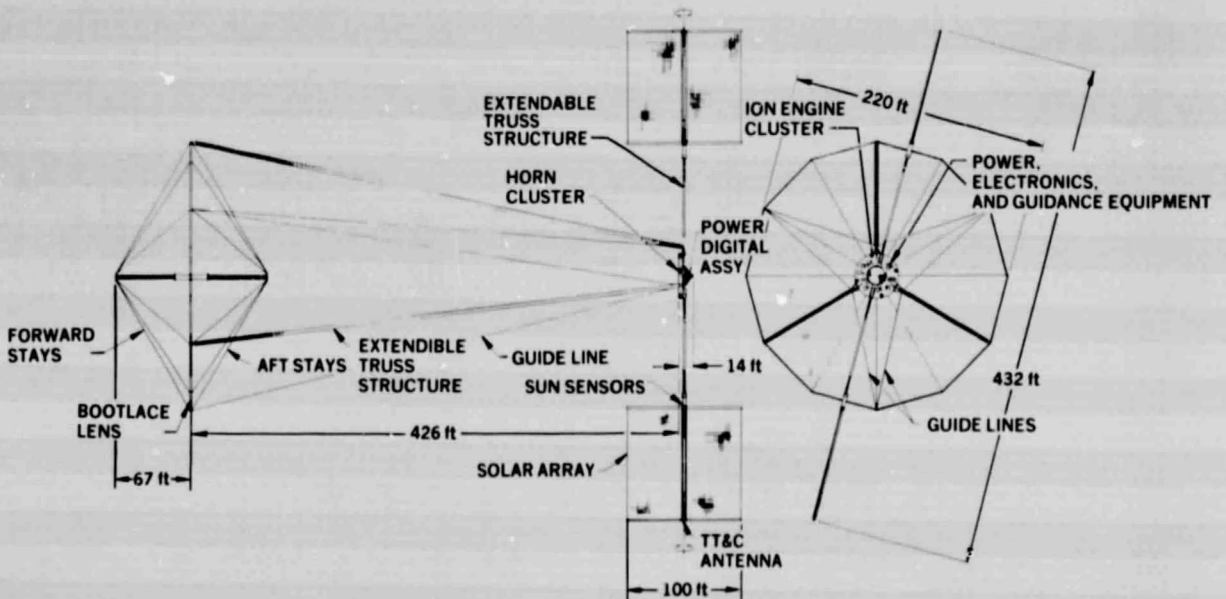 EXTENDABLE
TRUSS
STRUCTURE
HORN
CLUSTER
ION ENGINE
CLUSTER
220 ft
POWER,
ELECTRONICS,
AND GUIDANCE EQUIPMENT
POWER/
DIGITAL
ASSY
FORWARD
STAYS
AFT STAYS
EXTENDIBLE
TRUSS
STRUCTURE
GUIDE LINE
14 ft
SUN SENSORS
432 ft
BOOTLACE
LENS
426 ft
GUIDE LINES
67 ft
SOLAR ARRAY
TT&C
ANTENNA
100 ft